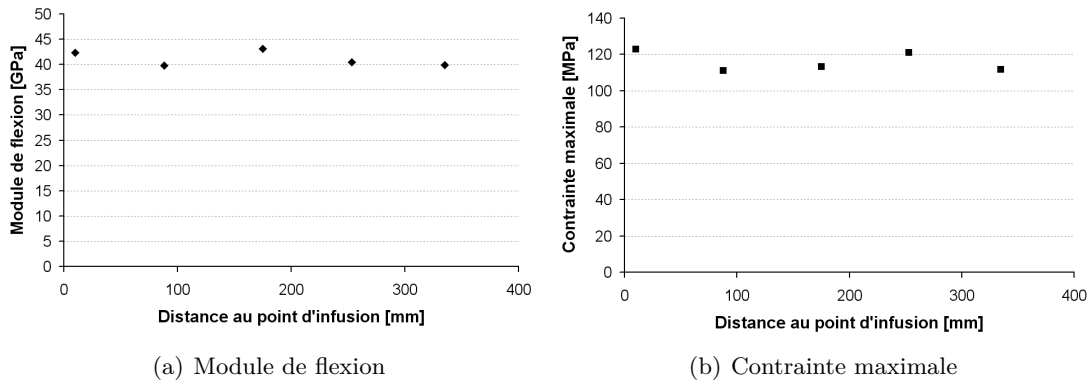 50
45
40
35
30
25
20
15
10
5
0
Module de flexion [GPa]
0 100 200 300 400
Distance au point d'infusion [mm]
(a) Module de flexion
140
120
100
80
60
40
20
0
Contrainte maximale [MPa]
0 100 200 300 400
Distance au point d'infusion [mm]
(b) Contrainte maximale